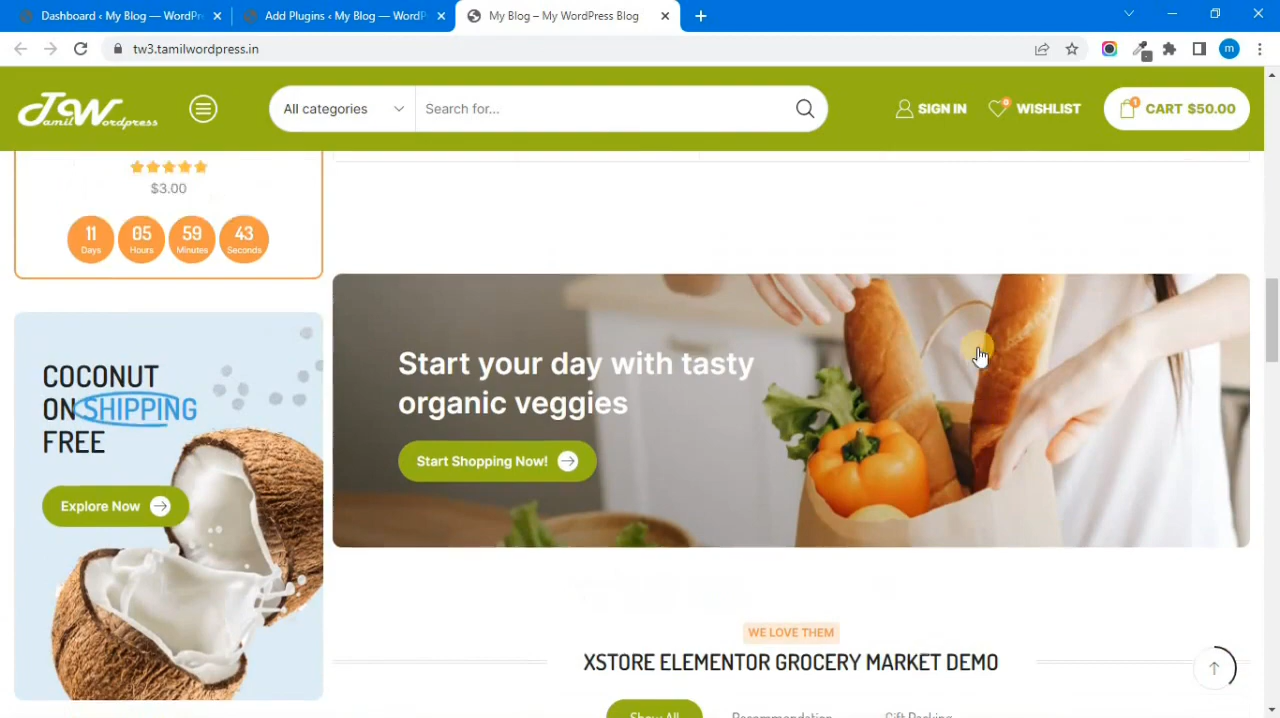 Dashboard ‹ My Blog — WordPr
Add Plugins ‹ My Blog — WordP
My Blog – My WordPress Blog
tw3.tamilwordpress.in
m
TamilWordpress
All categories
Search for...
SIGN IN
0
WISHLIST
1
CART $50.00
$3.00
11
Days
05
Hours
59
Minutes
43
Seconds
COCONUT
ON SHIPPING
FREE
Explore Now
Start your day with tasty
organic veggies
Start Shopping Now!
WE LOVE THEM
XSTORE ELEMENTOR GROCERY MARKET DEMO
Show All
Recommendation
Gift Packing